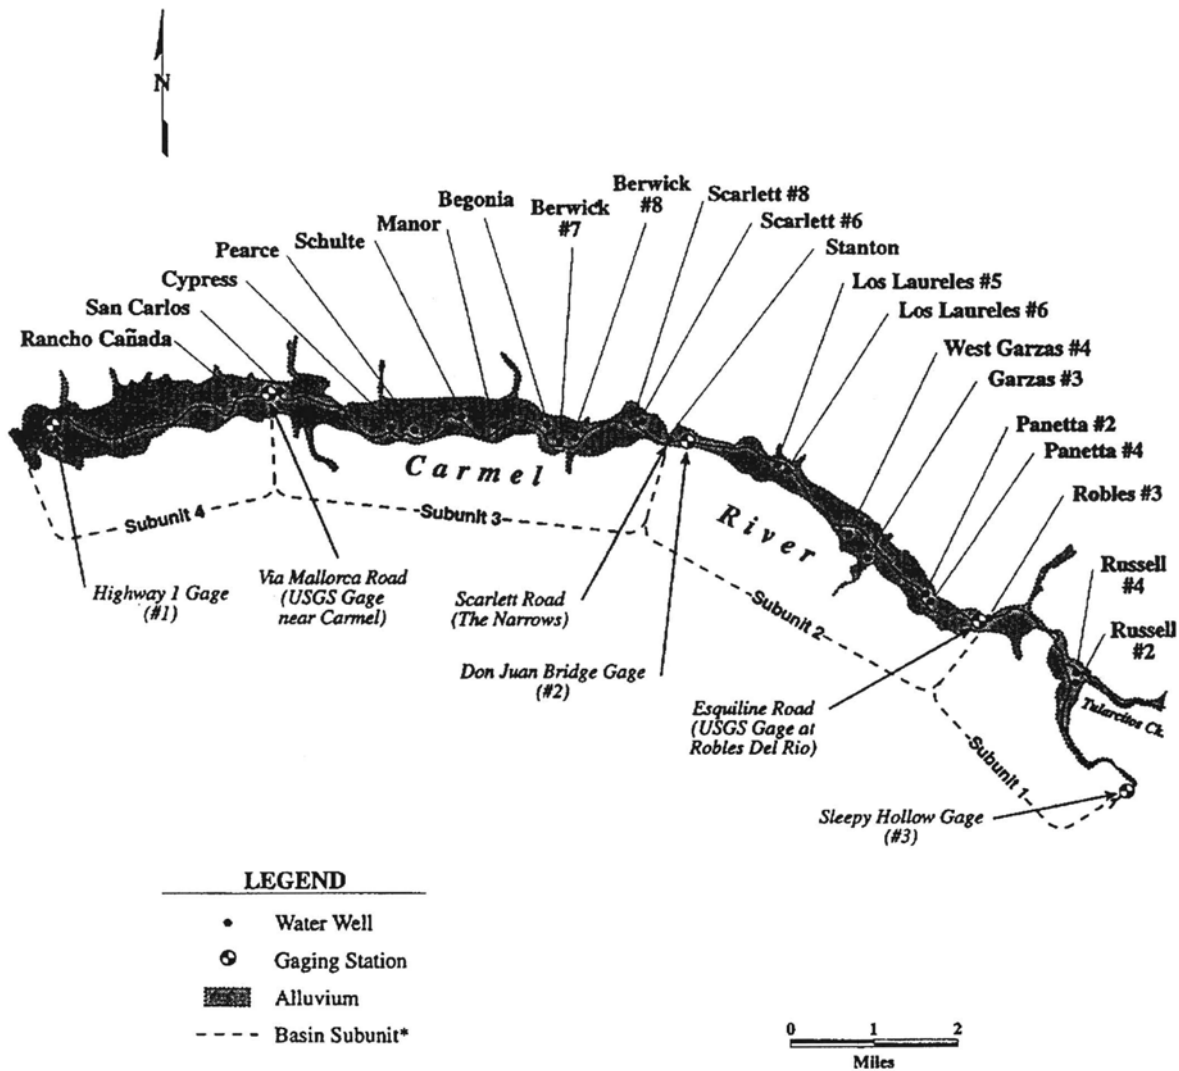 N
Berwick
#8
Scarlett #8
Begonia
Berwick
#7
Scarlett #6
Manor
Schulte
Stanton
Pearce
Cypress
Los Laureles #5
San Carlos
Los Laureles #6
Rancho Cañada
West Garzas #4
Garzas #3
Panetta #2
Panetta #4
Carmel
River
Robles #3
Subunit 4
Subunit 3
Subunit 2
Subunit 1
Russell
#4
Russell
#2
Tularcitos Ck.
Highway 1 Gage
(#1)
Via Mallorca Road
(USGS Gage
near Carmel)
Scarlett Road
(The Narrows)
Don Juan Bridge Gage
(#2)
Esquiline Road
(USGS Gage at
Robles Del Rio)
Sleepy Hollow Gage
(#3)
LEGEND
Water Well
Gaging Station
Alluvium
Basin Subunit*
0 1 2
Miles